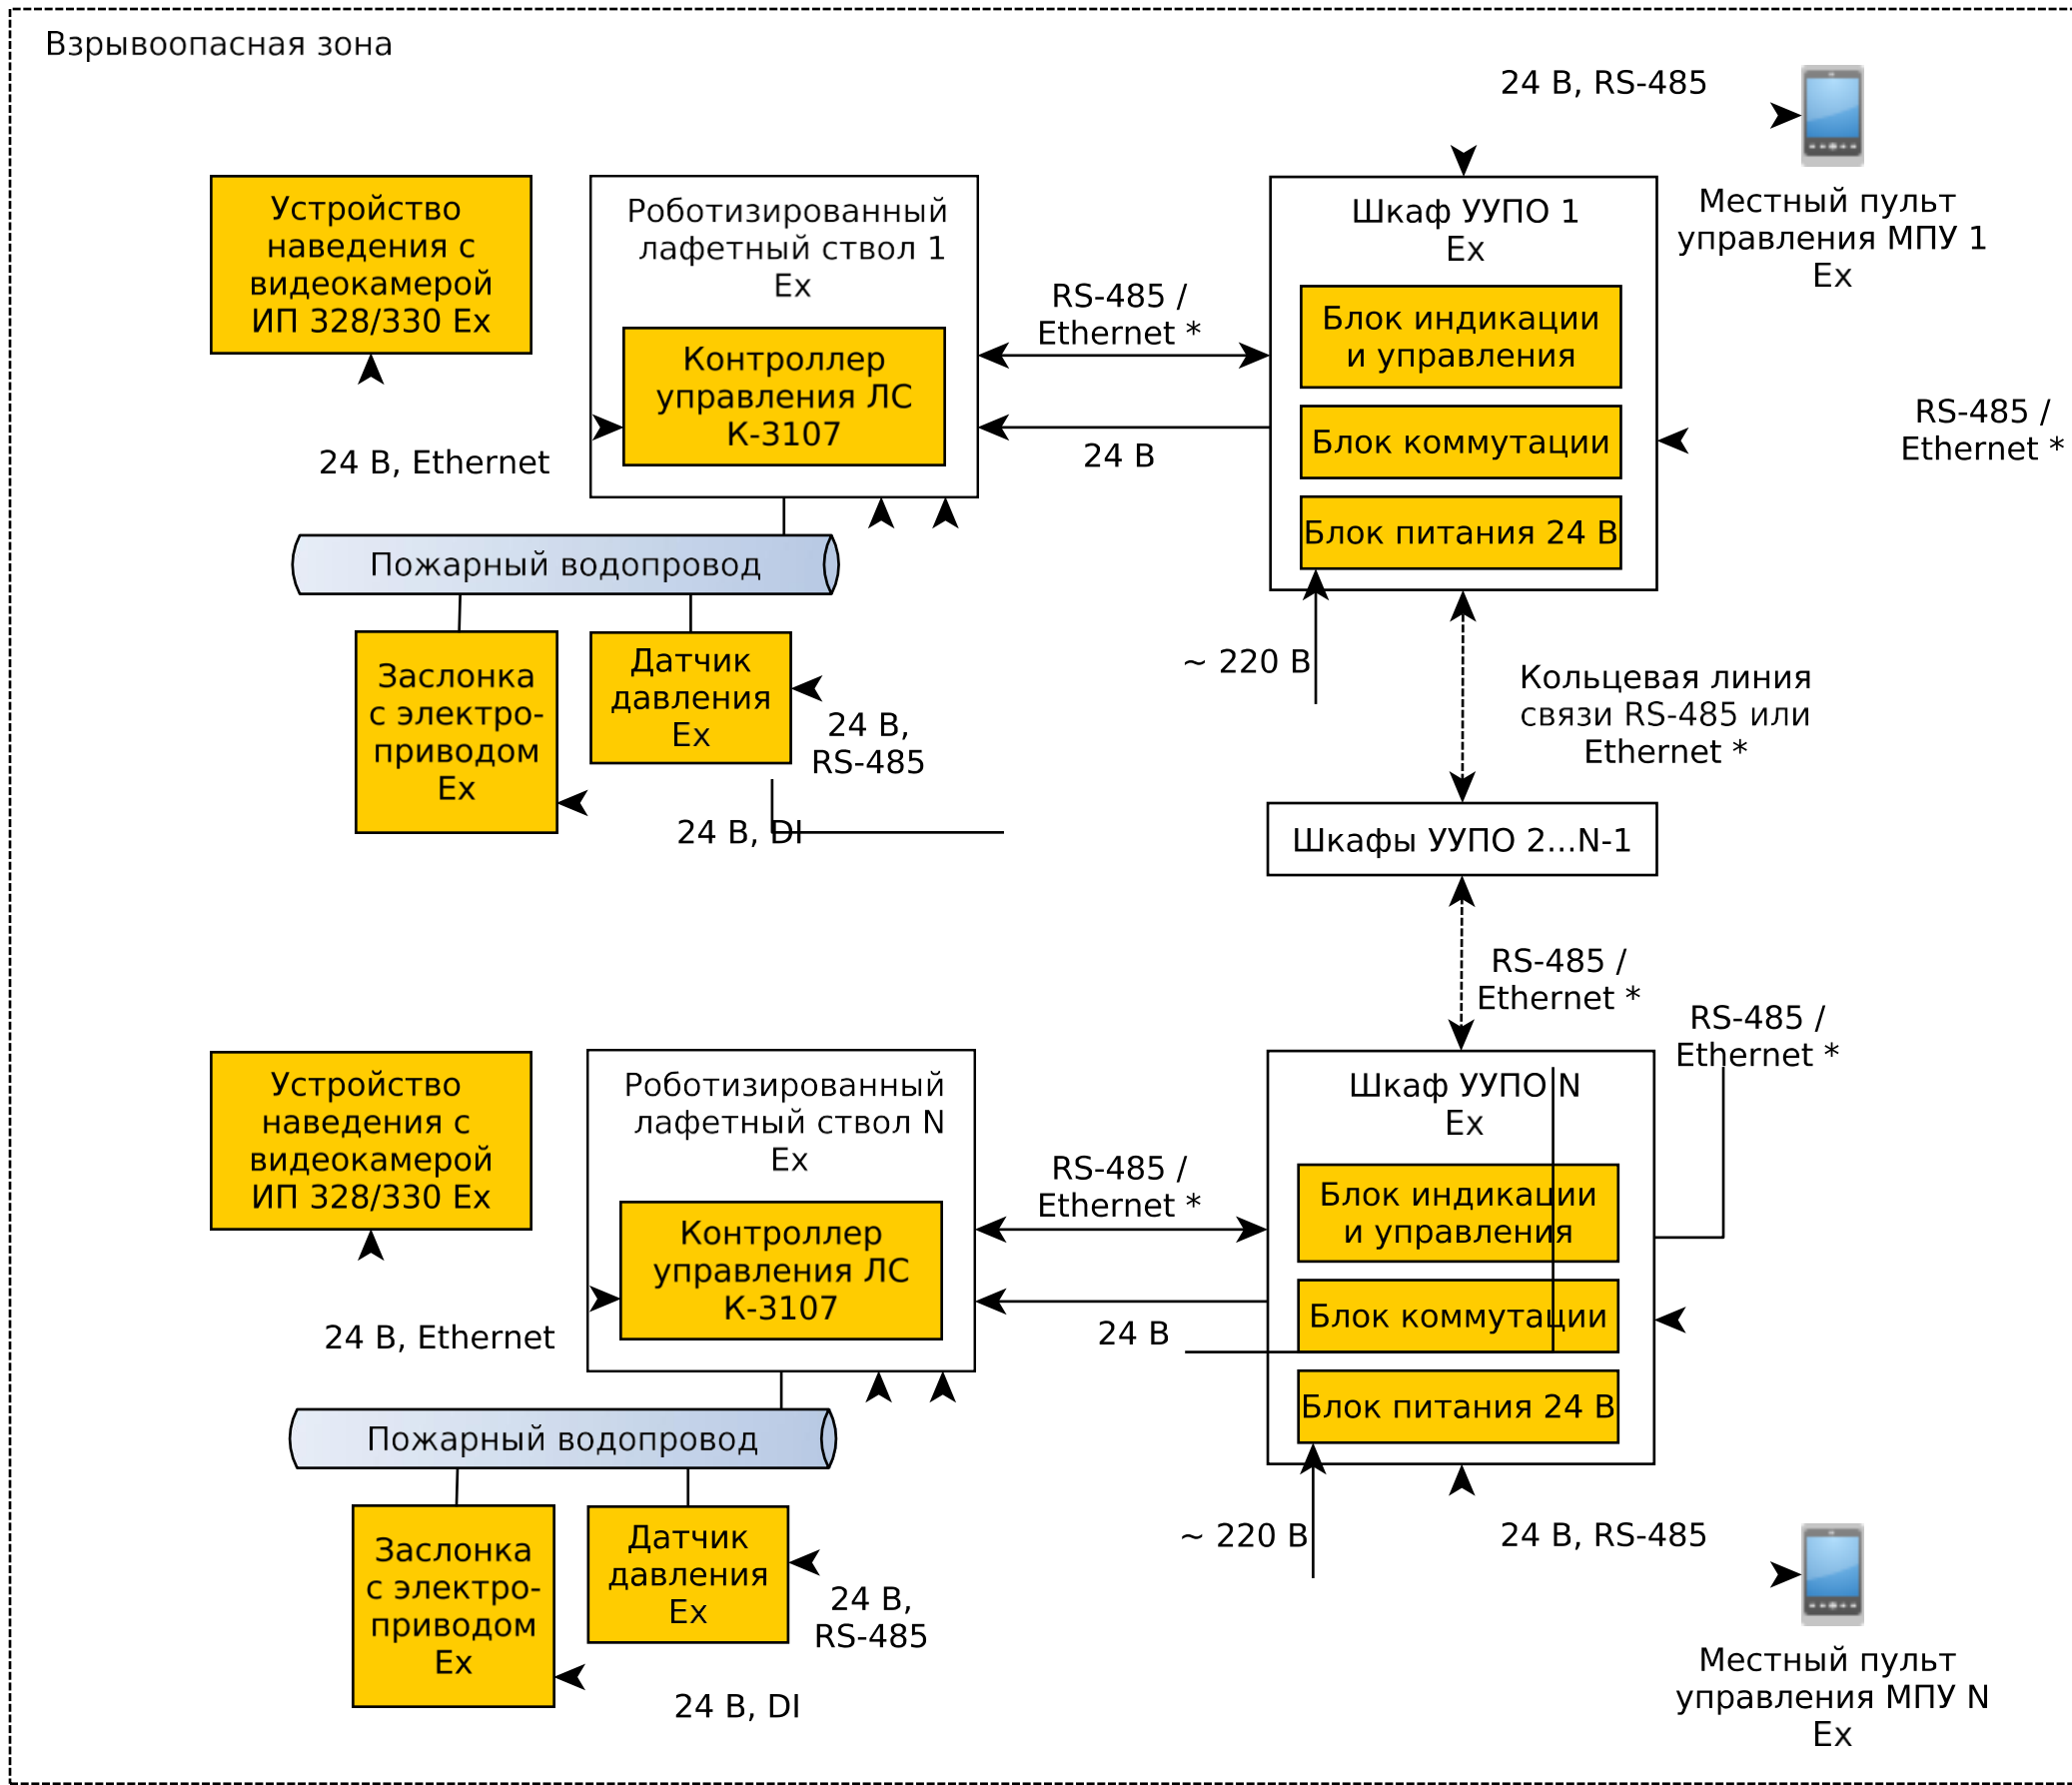 Взрывоопасная зона
24 В, RS-485
Местный пульт
управления МПУ 1
Ex
Устройство
наведения с
видеокамерой
ИП 328/330 Ex
24 В, Ethernet
Роботизированный
лафетный ствол 1
Ex
Контроллер
управления ЛС
К-3107
RS-485 /
Ethernet *
24 В
Шкаф УУПО 1
Ex
Блок индикации
и управления
Блок коммутации
Блок питания 24 В
RS-485 /
Ethernet *
Пожарный водопровод
Заслонка
с электро-
приводом
Ex
Датчик
давления
Ex
24 В,
RS-485
24 В, DI
~ 220 В
Кольцевая линия
связи RS-485 или
Ethernet *
Шкафы УУПО 2...N-1
RS-485 /
Ethernet *
RS-485 /
Ethernet *
Устройство
наведения с
видеокамерой
ИП 328/330 Ex
24 В, Ethernet
Роботизированный
лафетный ствол N
Ex
Контроллер
управления ЛС
К-3107
RS-485 /
Ethernet *
24 В
Шкаф УУПО N
Ex
Блок индикации
и управления
Блок коммутации
Блок питания 24 В
Пожарный водопровод
Заслонка
с электро-
приводом
Ex
Датчик
давления
Ex
24 В,
RS-485
24 В, DI
~ 220 В
24 В, RS-485
Местный пульт
управления МПУ N
Ex